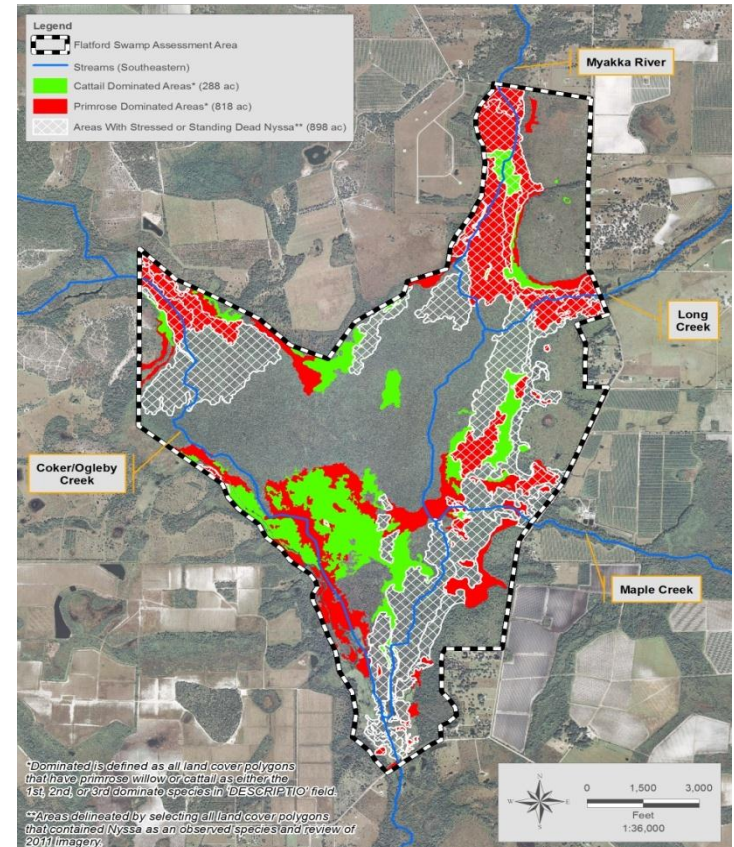 Legend
Flatford Swamp Assessment Area
Streams (Southeastern)
Cattail Dominated Areas* (288 ac)
Primrose Dominated Areas* (818 ac)
Areas With Stressed or Standing Dead Nyssa** (898 ac)
Myakka River
Long
Creek
Coker/Ogleby
Creek
Maple Creek
*Dominated is defined as all land cover polygons
that have primrose willow or cattail as either the
1st, 2nd, or 3rd dominate species in 'DESCRIPTIO' field.
**Areas delineated by selecting all land cover polygons
that contained Nyssa as an observed species and review of
2011 imagery.
N
W E
S
0 1,500 3,000
Feet
1:36,000